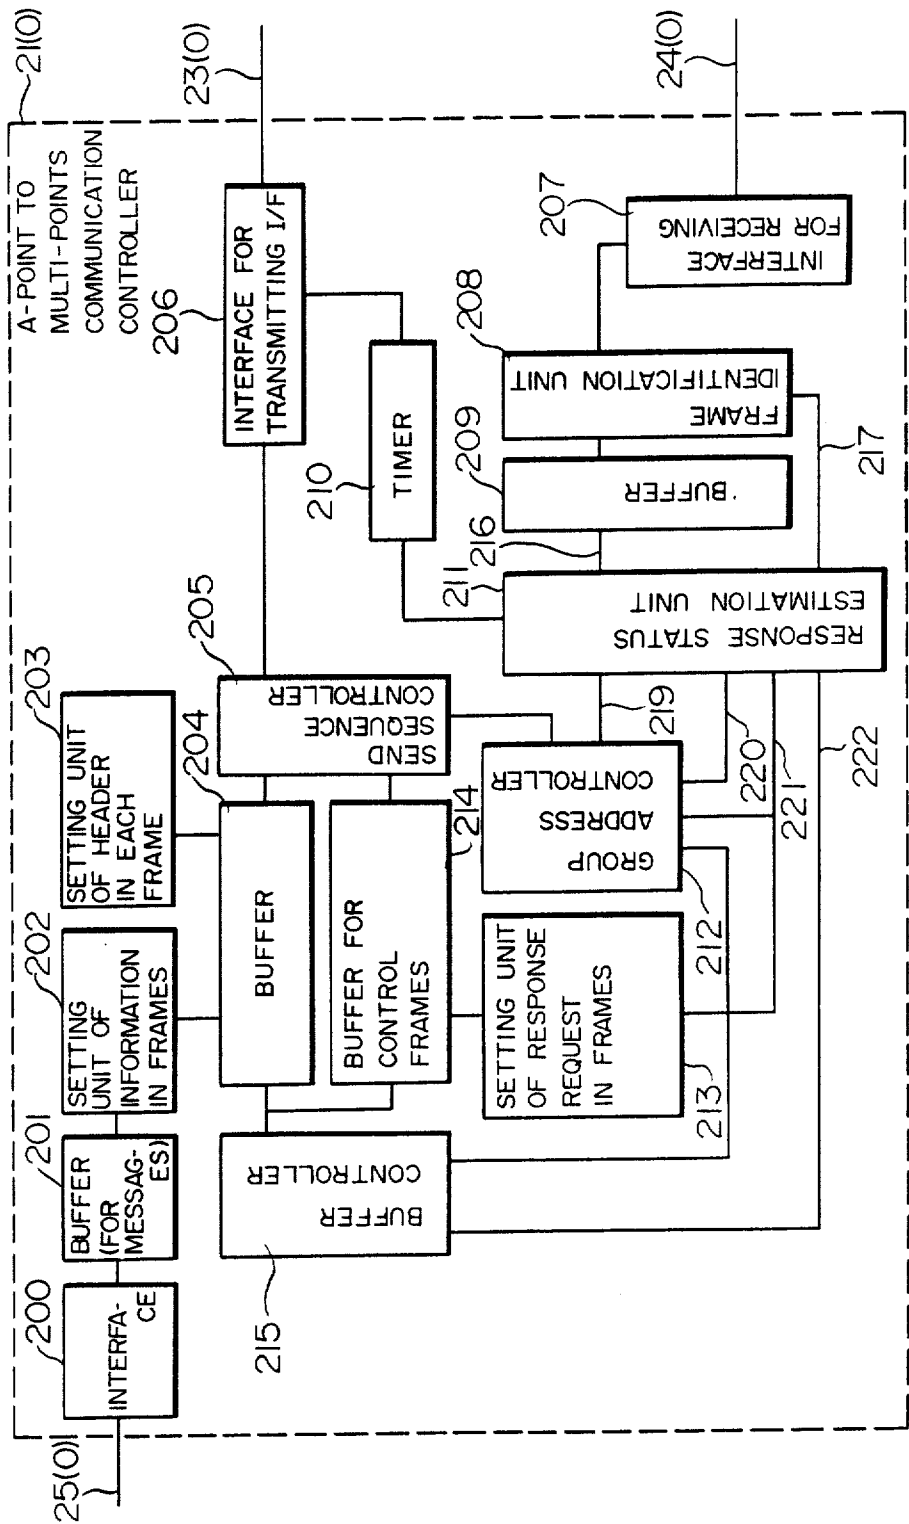 21(0)
A-POINT TO
MULTI-POINTS
COMMUNICATION
CONTROLLER
25(0)
200
INTERFA-
CE
201
BUFFER
(FOR
MESSAG-
ES)
202
SETTING
UNIT OF
INFORMATION
IN FRAMES
203
SETTING UNIT
OF HEADER
IN EACH
FRAME
204
BUFFER
205
SEND
SEQUENCE
CONTROLLER
206
INTERFACE FOR
TRANSMITTING I/F
23(0)
215
BUFFER
CONTROLLER
BUFFER FOR
CONTROL
FRAMES
214
210
TIMER
213
SETTING UNIT
OF RESPONSE
REQUEST
IN FRAMES
212
GROUP
ADDRESS
CONTROLLER
219
220
221
222
211
RESPONSE STATUS
ESTIMATION UNIT
216
209
BUFFER
208
FRAME
IDENTIFICATION UNIT
217
207
INTERFACE
FOR RECEIVING
24(0)